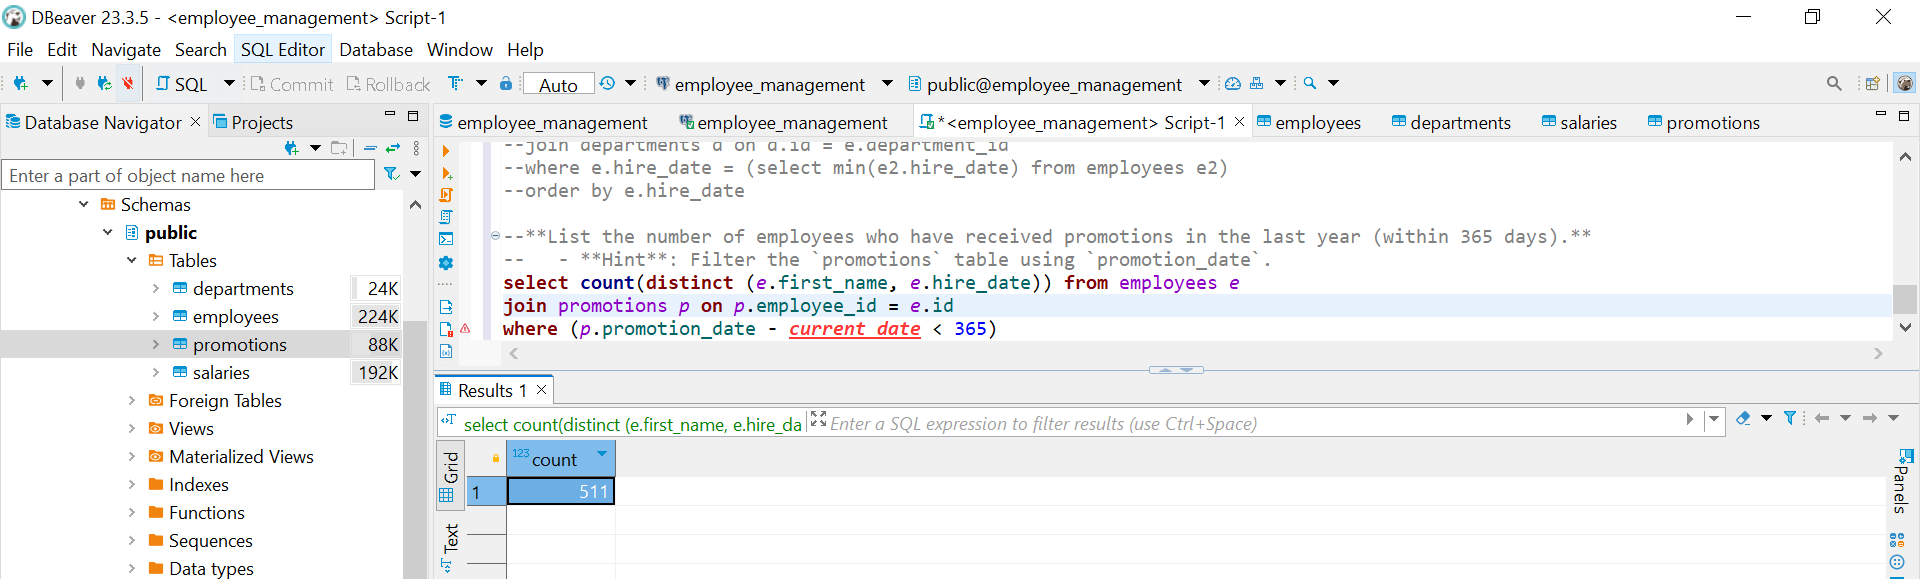 DBeaver 23.3.5 - <employee_management> Script-1
File Edit Navigate Search SQL Editor Database Window Help
SQL Commit Rollback Auto employee_management public@employee_management
Database Navigator Projects
employee_management employee_management *<employee_management> Script-1 employees departments salaries promotions
Enter a part of object name here
Schemas
public
Tables
departments 24K
employees 224K
promotions 88K
salaries 192K
Foreign Tables
Views
Materialized Views
Indexes
Functions
Sequences
Data types
--join departments d on d.id = e.department_id
--where e.hire_date = (select min(e2.hire_date) from employees e2)
--order by e.hire_date
--**List the number of employees who have received promotions in the last year (within 365 days).**
--   - **Hint**: Filter the `promotions` table using `promotion_date`.
select count(distinct (e.first_name, e.hire_date)) from employees e
join promotions p on p.employee_id = e.id
where (p.promotion_date - current_date < 365)
Results 1
select count(distinct (e.first_name, e.hire_da
Enter a SQL expression to filter results (use Ctrl+Space)
Grid
Text
123 count
1 511
Panels